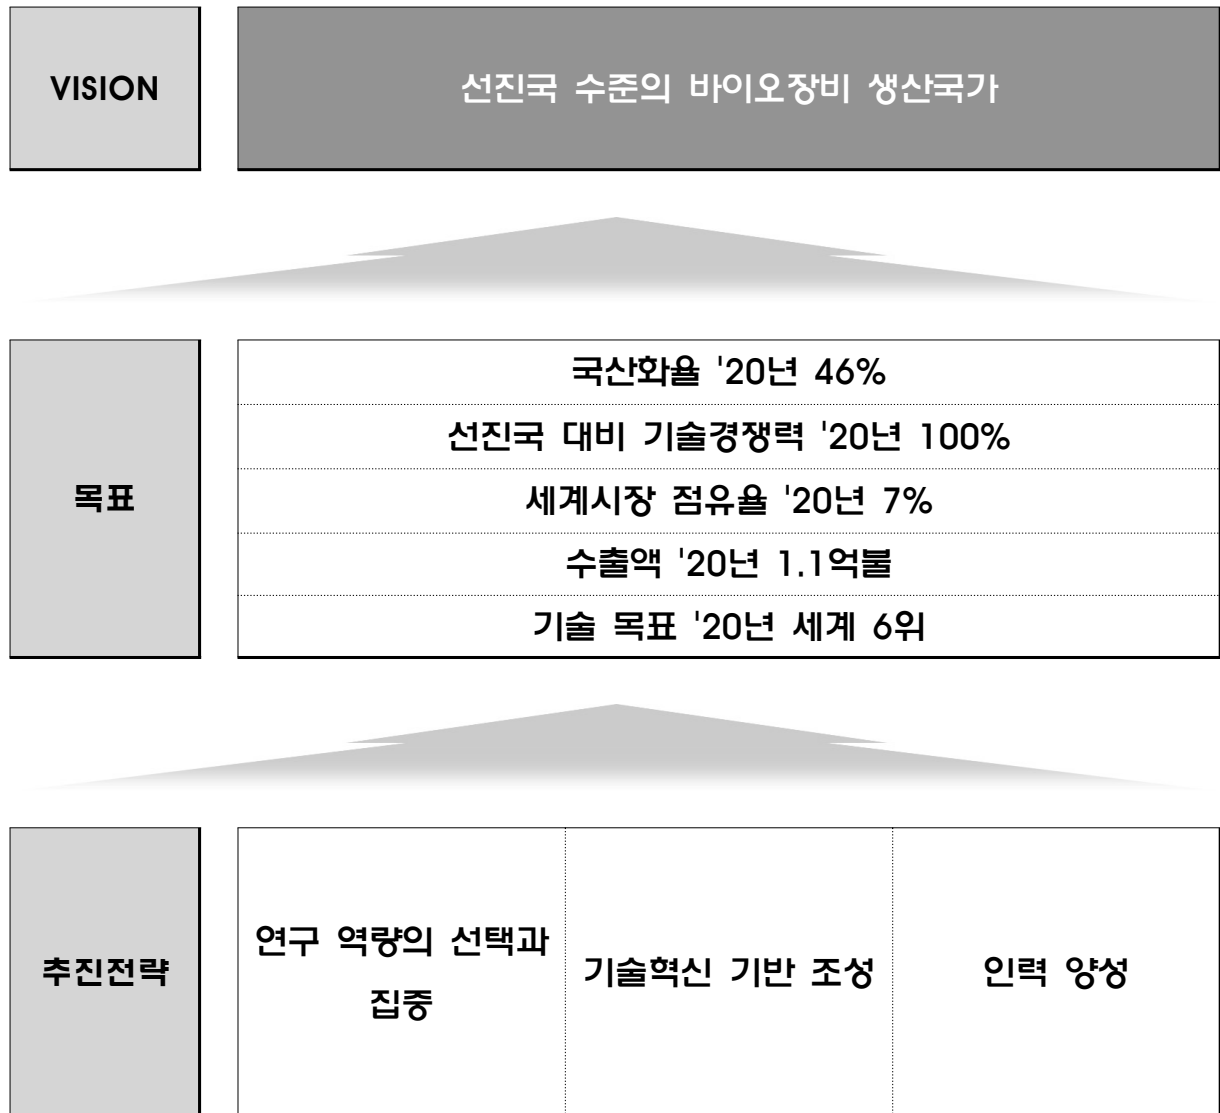 VISION
선진국 수준의 바이오장비 생산국가
목표
국산화율 '20년 46%
선진국 대비 기술경쟁력 '20년 100%
세계시장 점유율 '20년 7%
수출액 '20년 1.1억불
기술 목표 '20년 세계 6위
추진전략
연구 역량의 선택과
집중
기술혁신 기반 조성
인력 양성